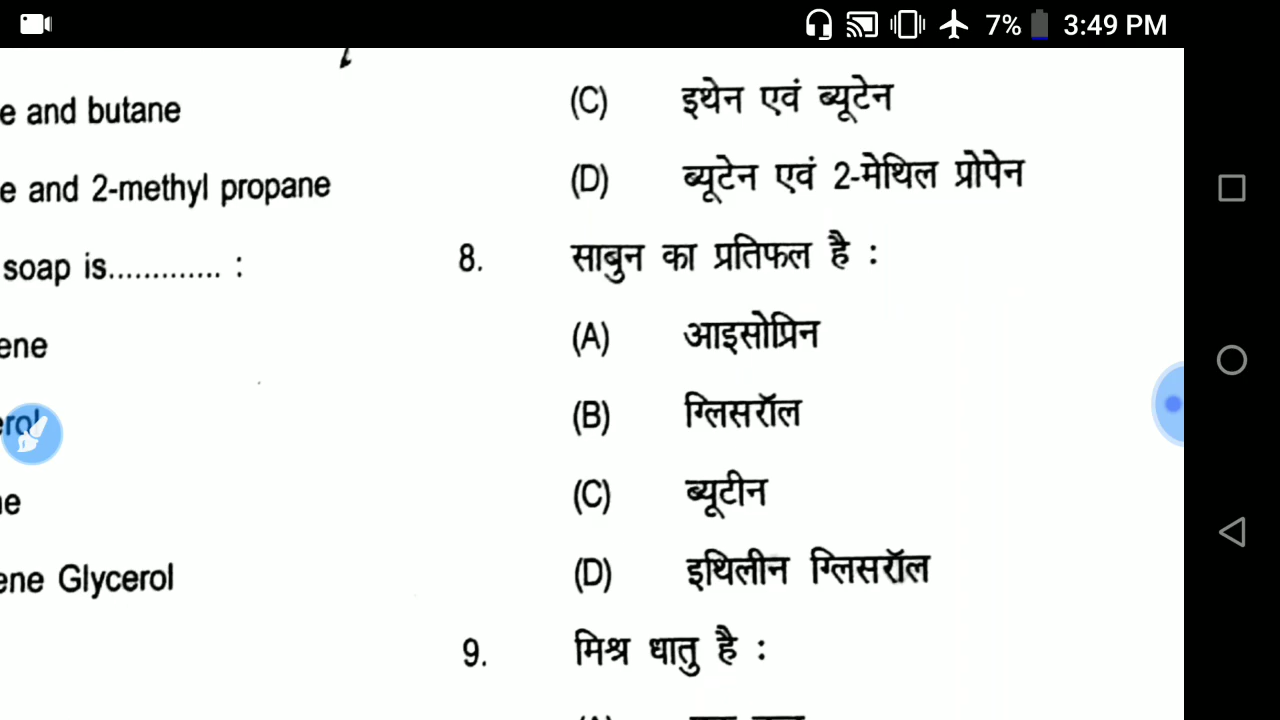 7% 3:49 PM
e and butane
e and 2-methyl propane
soap is............. :
ene
erol
ne
ene Glycerol
(C) इथेन एवं ब्यूटेन
(D) ब्यूटेन एवं 2-मेथिल प्रोपेन
8. साबुन का प्रतिफल है :
(A) आइसोप्रिन
(B) ग्लिसरॉल
(C) ब्यूटीन
(D) इथिलीन ग्लिसरॉल
9. मिश्र धातु है :